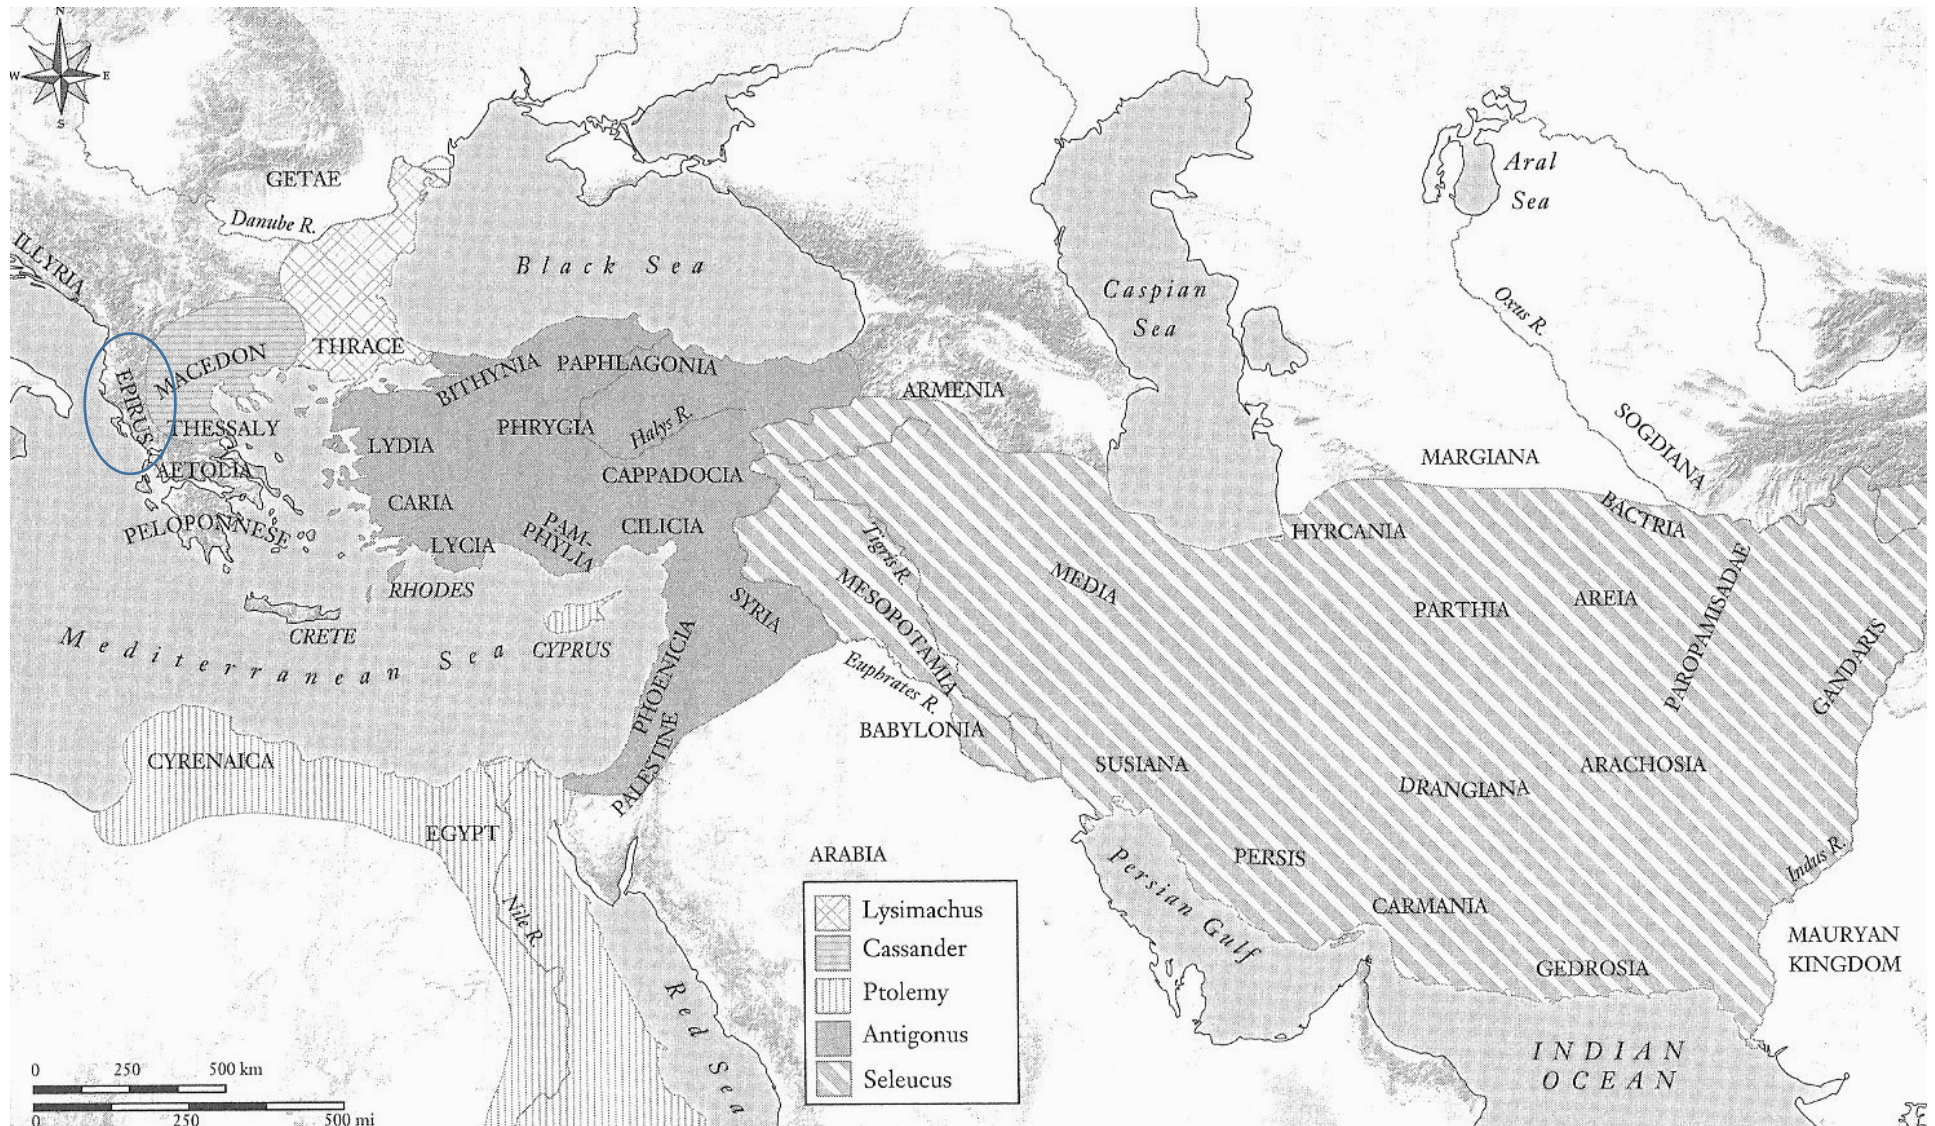 N
W E
S
GETAE
Danube R.
ILLYRIA
Black Sea
Caspian
Sea
Aral
Sea
Oxus R.
THRACE
MACEDON
EPIRUS
BITHYNIA
PAPHLAGONIA
ARMENIA
PHRYGIA
Halys R.
THESSALY
LYDIA
SOGDIANA
MARGIANA
AETOLIA
CAPPADOCIA
CARIA
BACTRIA
PELOPONNESE
PAM-
PHYLIA
CILICIA
HYRCANIA
LYCIA
Tigris R.
MEDIA
RHODES
MESOPOTAMIA
SYRIA
PARTHIA
AREIA
PAROPAMISADAE
GANDARIS
CRETE
CYPRUS
Mediterranean Sea
PHOENICIA
Euphrates R.
BABYLONIA
PALESTINE
CYRENAICA
SUSIANA
DRANGIANA
ARACHOSIA
EGYPT
ARABIA
Persian Gulf
PERSIS
Indus R.
CARMANIA
Nile R.
MAURYAN
KINGDOM
GEDROSIA
Red Sea
INDIAN
OCEAN
Lysimachus
Cassander
Ptolemy
Antigonus
Seleucus
0 250 500 km
0 250 500 mi